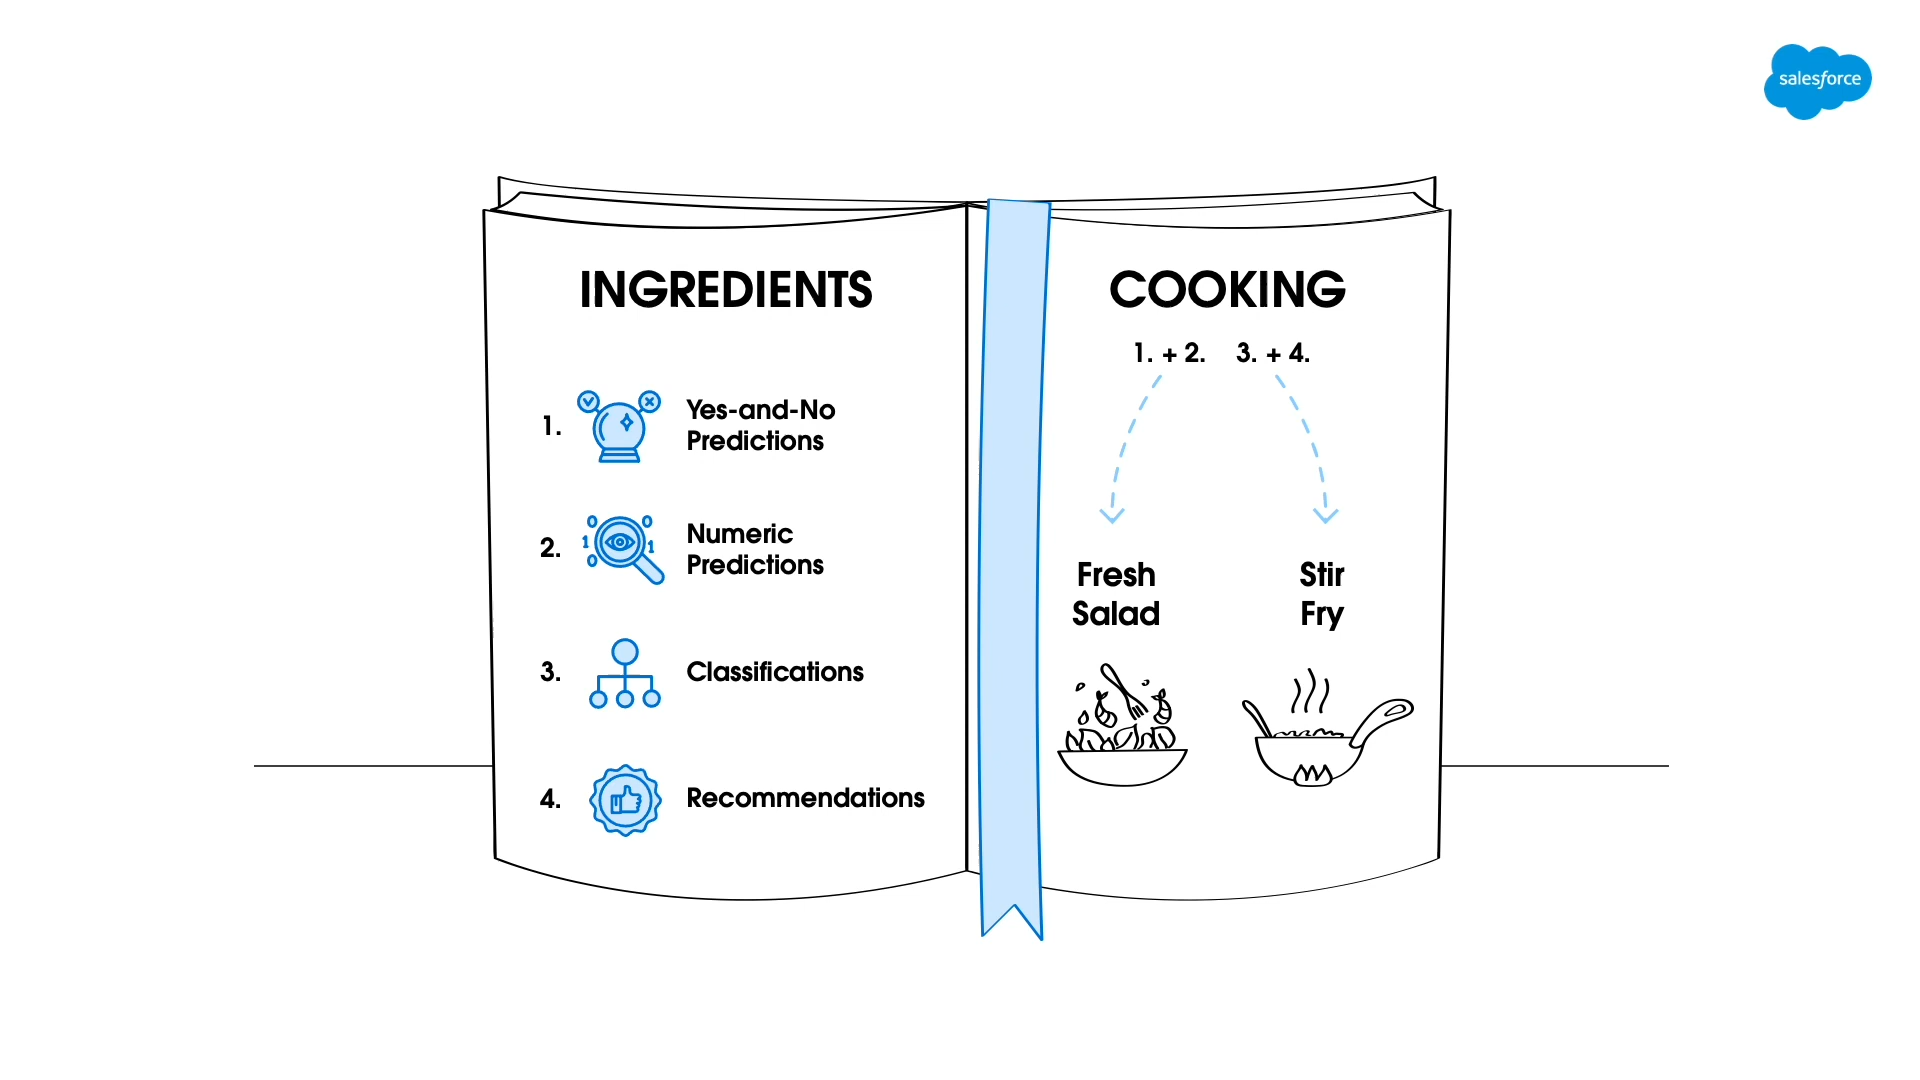 salesforce
INGREDIENTS
1.
Yes-and-No
Predictions
2.
Numeric
Predictions
3.
Classifications
4.
Recommendations
COOKING
1. + 2. 3. + 4.
Fresh
Salad
Stir
Fry